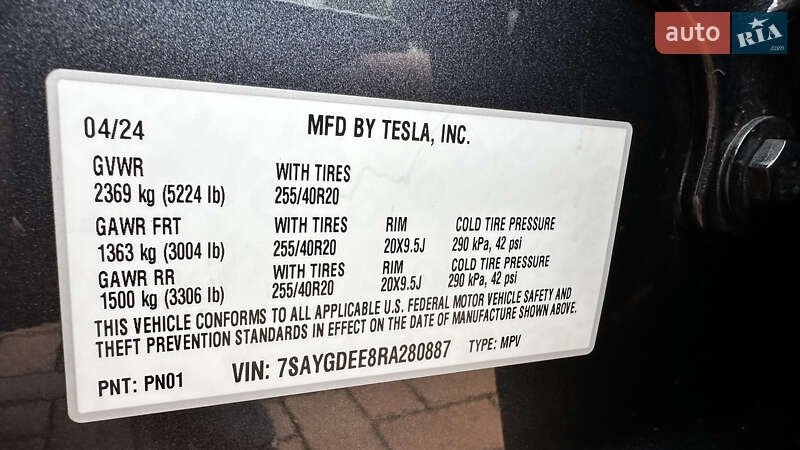 auto RIA .com
04/24 MFD BY TESLA, INC.
GVWR WITH TIRES
2369 kg (5224 lb) 255/40R20
GAWR FRT WITH TIRES RIM COLD TIRE PRESSURE
1363 kg (3004 lb) 255/40R20 20X9.5J 290 kPa, 42 psi
GAWR RR WITH TIRES RIM COLD TIRE PRESSURE
1500 kg (3306 lb) 255/40R20 20X9.5J 290 kPa, 42 psi
THIS VEHICLE CONFORMS TO ALL APPLICABLE U.S. FEDERAL MOTOR VEHICLE SAFETY AND
THEFT PREVENTION STANDARDS IN EFFECT ON THE DATE OF MANUFACTURE SHOWN ABOVE.
PNT: PN01 VIN: 7SAYGDEE8RA280887 TYPE: MPV